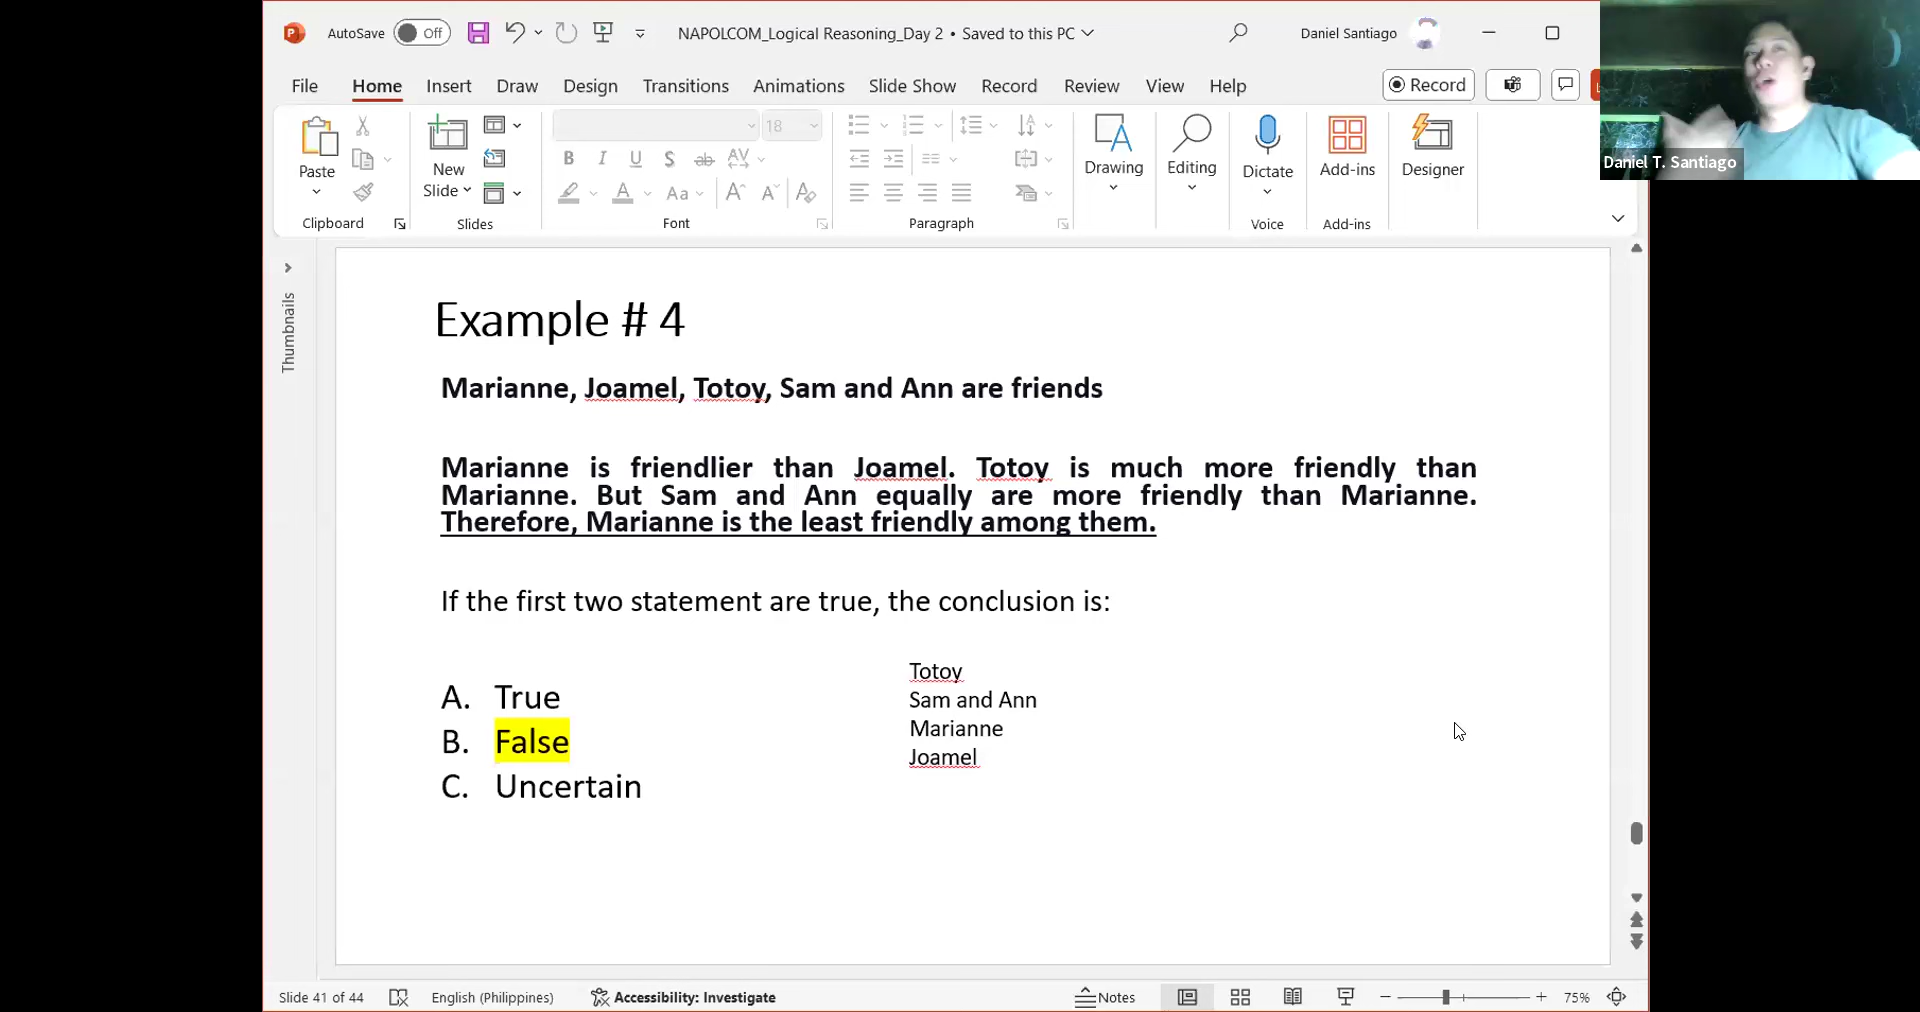 AutoSave Off NAPOLCOM_Logical Reasoning_Day 2 • Saved to this PC Daniel Santiago
File Home Insert Draw Design Transitions Animations Slide Show Record Review View Help Record
Paste
New
Slide
18
B I U S ab AV
A Aa A A A
Drawing
Editing
Dictate
Add-ins
Designer
Clipboard Slides Font Paragraph Voice Add-ins
Daniel T. Santiago
Thumbnails
Example # 4
Marianne, Joamel, Totoy, Sam and Ann are friends
Marianne is friendlier than Joamel. Totoy is much more friendly than
Marianne. But Sam and Ann equally are more friendly than Marianne.
Therefore, Marianne is the least friendly among them.
If the first two statement are true, the conclusion is:
A. True
B. False
C. Uncertain
Totoy
Sam and Ann
Marianne
Joamel
Slide 41 of 44 English (Philippines) Accessibility: Investigate Notes 75%